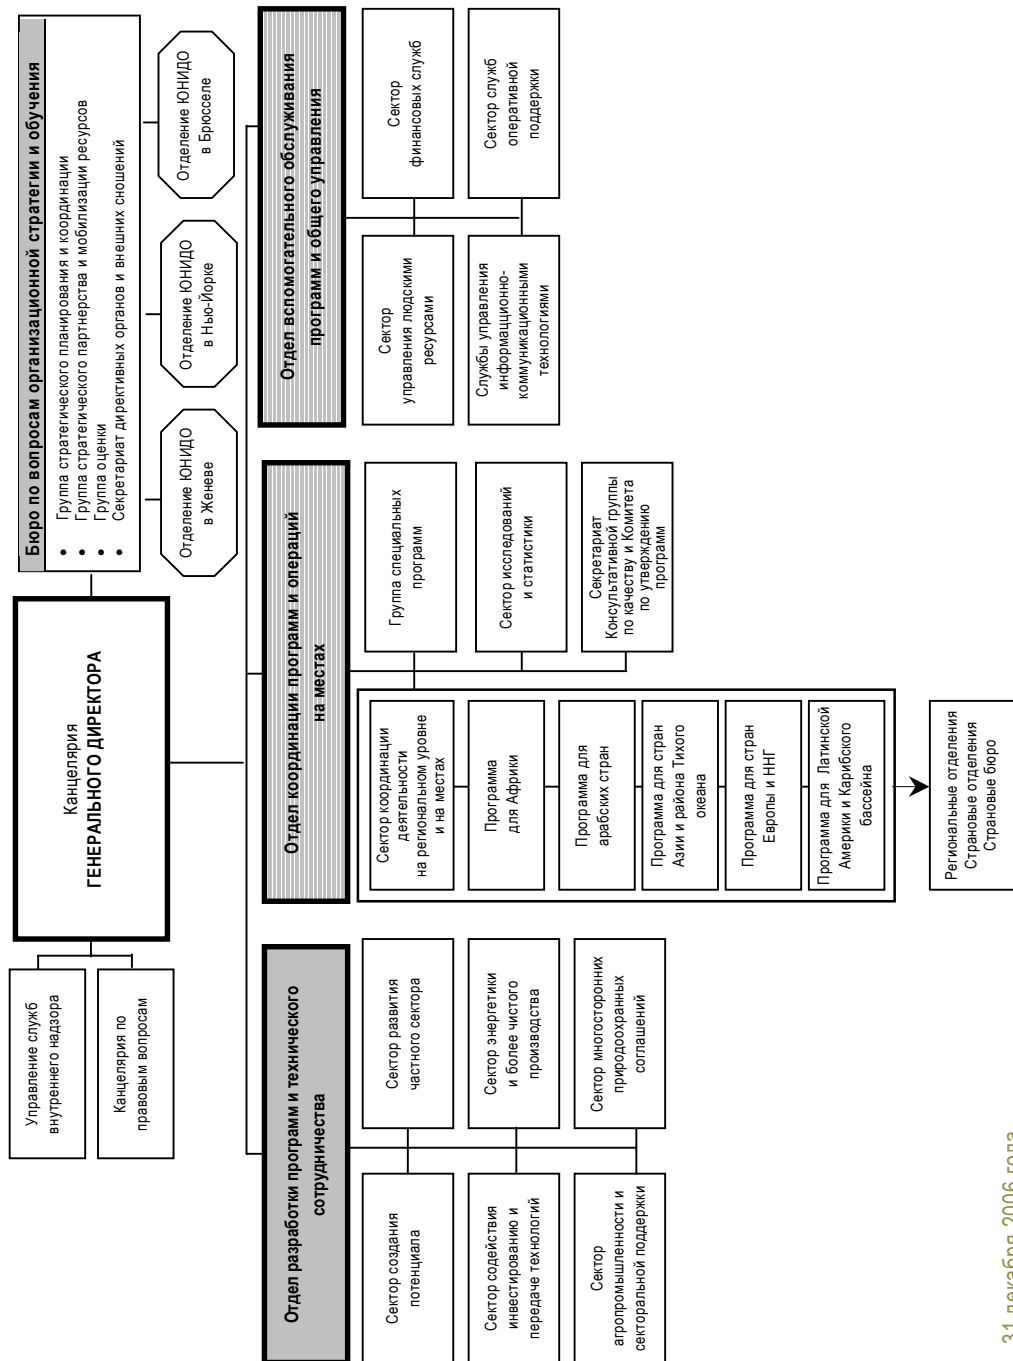 Управление служб
внутреннего надзора
Канцелярия по
правовым вопросам
Канцелярия
ГЕНЕРАЛЬНОГО ДИРЕКТОРА
Бюро по вопросам организационной стратегии и обучения
• Группа стратегического планирования и координации
• Группа стратегического партнерства и мобилизации ресурсов
• Группа оценки
• Секретариат директивных органов и внешних сношений
Отделение ЮНИДО
в Женеве
Отделение ЮНИДО
в Нью-Йорке
Отделение ЮНИДО
в Брюсселе
Отдел разработки программ и технического
сотрудничества
Сектор создания
потенциала
Сектор развития
частного сектора
Сектор содействия
инвестированию и
передаче технологий
Сектор энергетики
и более чистого
производства
Сектор
агропромышленности и
секторальной поддержки
Сектор многосторонних
природоохранных
соглашений
Отдел координации программ и операций
на местах
Сектор координации
деятельности
на региональном уровне
и на местах
Программа
для Африки
Программа для
арабских стран
Программа для стран
Азии и района Тихого
океана
Программа для стран
Европы и ННГ
Программа для Латинской
Америки и Карибского
бассейна
Региональные отделения
Страновые отделения
Страновые бюро
Группа специальных
программ
Сектор исследований
и статистики
Секретариат
Консультативной группы
по качеству и Комитета
по утверждению
программ
Отдел вспомогательного обслуживания
программ и общего управления
Сектор
управления людскими
ресурсами
Сектор
финансовых служб
Службы управления
информацционно-
коммуникационными
технологиями
Сектор служб
оперативной
поддержки
31 декабря 2006 года